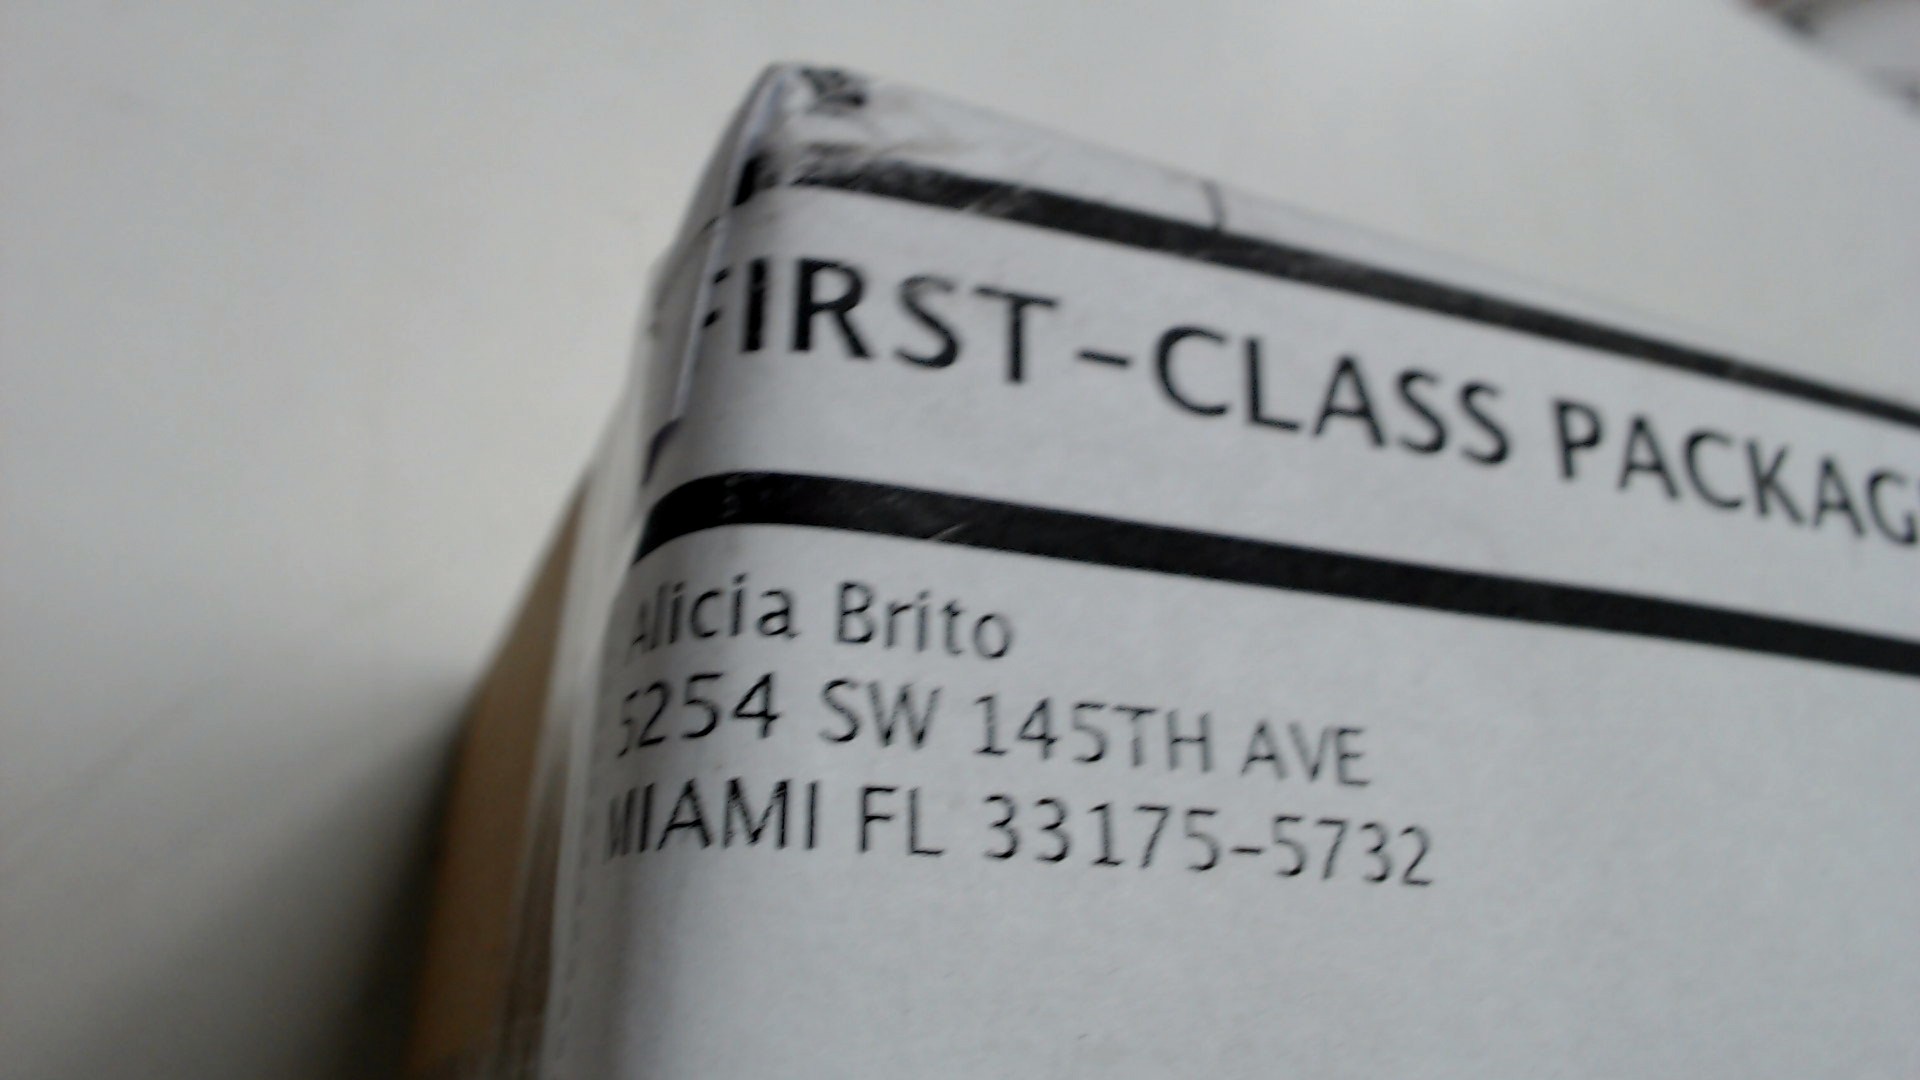 FIRST-CLASS PACKAG
Alicia Brito
5254 SW 145TH AVE
MIAMI FL 33175-5732